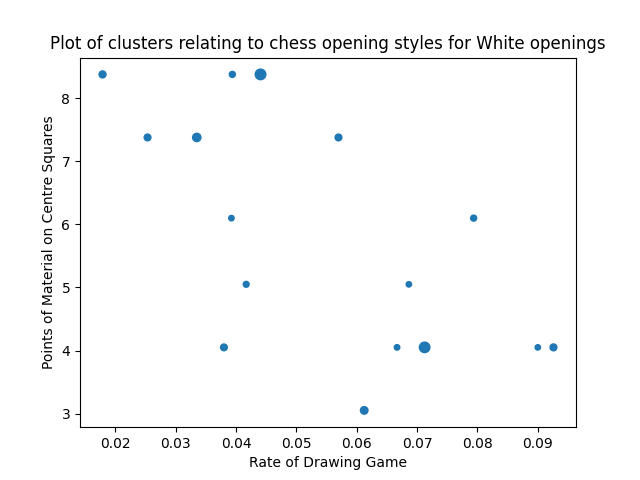 Plot of clusters relating to chess opening styles for White openings
Points of Material on Centre Squares
8
7
6
5
4
3
0.02 0.03 0.04 0.05 0.06 0.07 0.08 0.09
Rate of Drawing Game